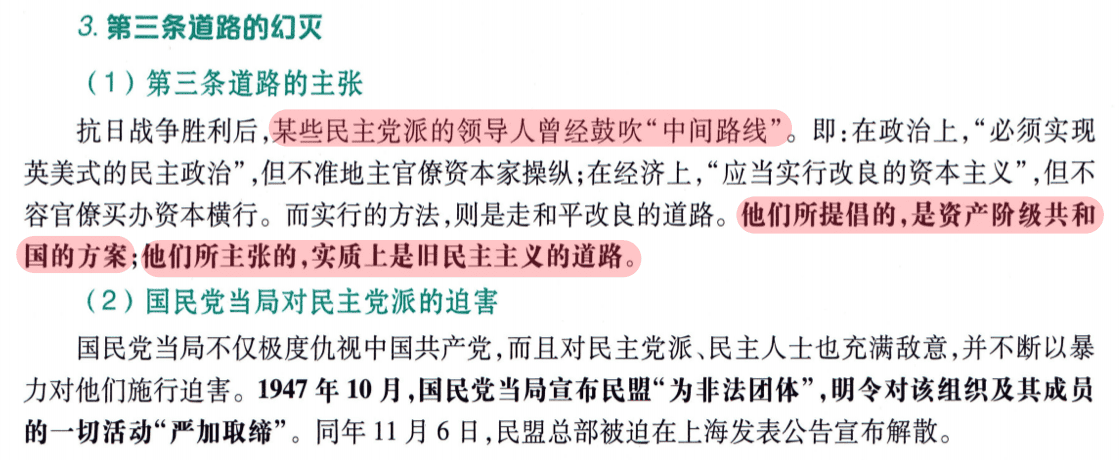 3. 第三条道路的幻灭
（1）第三条道路的主张
抗日战争胜利后，某些民主党派的领导人曾经鼓吹“中间路线”。即：在政治上，“必须实现
英美式的民主政治”，但不准地主官僚资本家操纵；在经济上，“应当实行改良的资本主义”，但不
容官僚买办资本横行。而实行的方法，则是走和平改良的道路。他们所提倡的，是资产阶级共和
国的方案；他们所主张的，实质上是旧民主主义的道路。
（2）国民党当局对民主党派的迫害
国民党当局不仅极度仇视中国共产党，而且对民主党派、民主人士也充满敌意，并不断以暴
力对他们施行迫害。1947 年 10 月，国民党当局宣布民盟“为非法团体”，明令对该组织及其成员
的一切活动“严加取缔”。同年 11 月 6 日，民盟总部被迫在上海发表公告宣布解散。